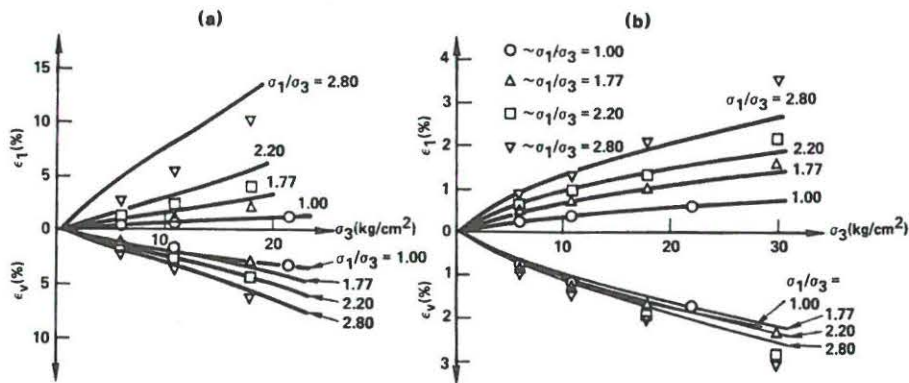 (a)
15
10
5
0
5
10
ϵ1(%)
ϵv(%)
σ1/σ3 = 2.80
2.20
1.77
1.00
10
20
σ3(kg/cm2)
σ1/σ3 = 1.00
1.77
2.20
2.80
(b)
4
3
2
1
0
1
2
3
ϵ1(%)
ϵv(%)
~σ1/σ3 = 1.00
~σ1/σ3 = 1.77
~σ1/σ3 = 2.20
~σ1/σ3 = 2.80
σ1/σ3 = 2.80
2.20
1.77
1.00
10
20
30
σ3(kg/cm2)
σ1/σ3 =
1.00
1.77
2.20
2.80